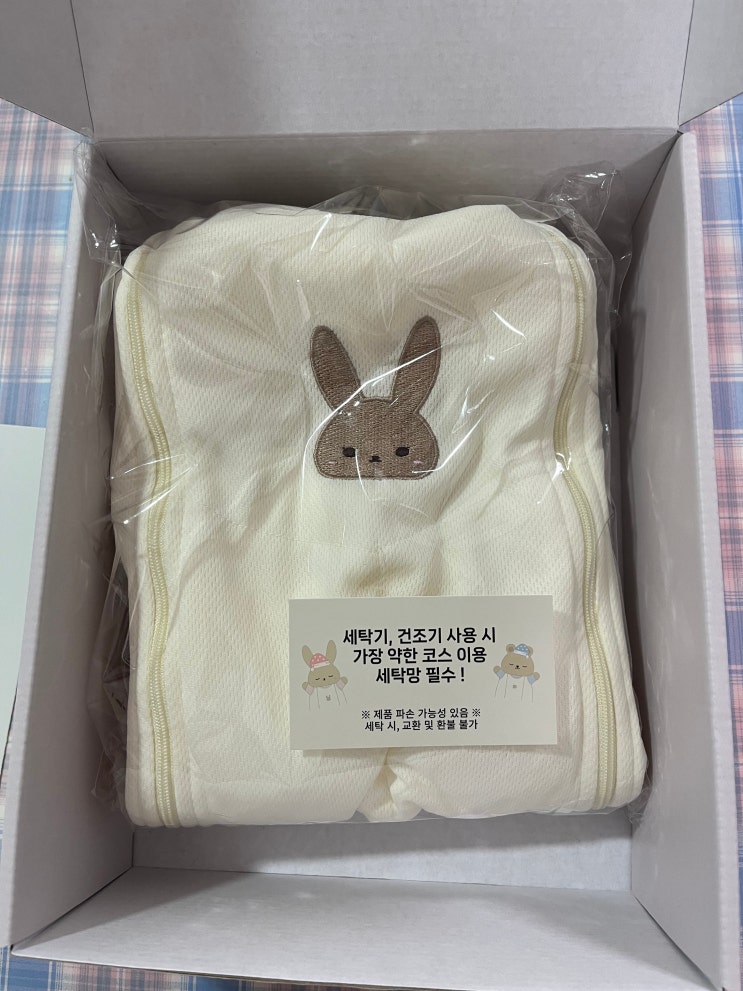 세탁기, 건조기 사용 시
가장 약한 코스 이용
세탁망 필수 !
※ 제품 파손 가능성 있음 ※
세탁 시, 교환 및 환불 불가